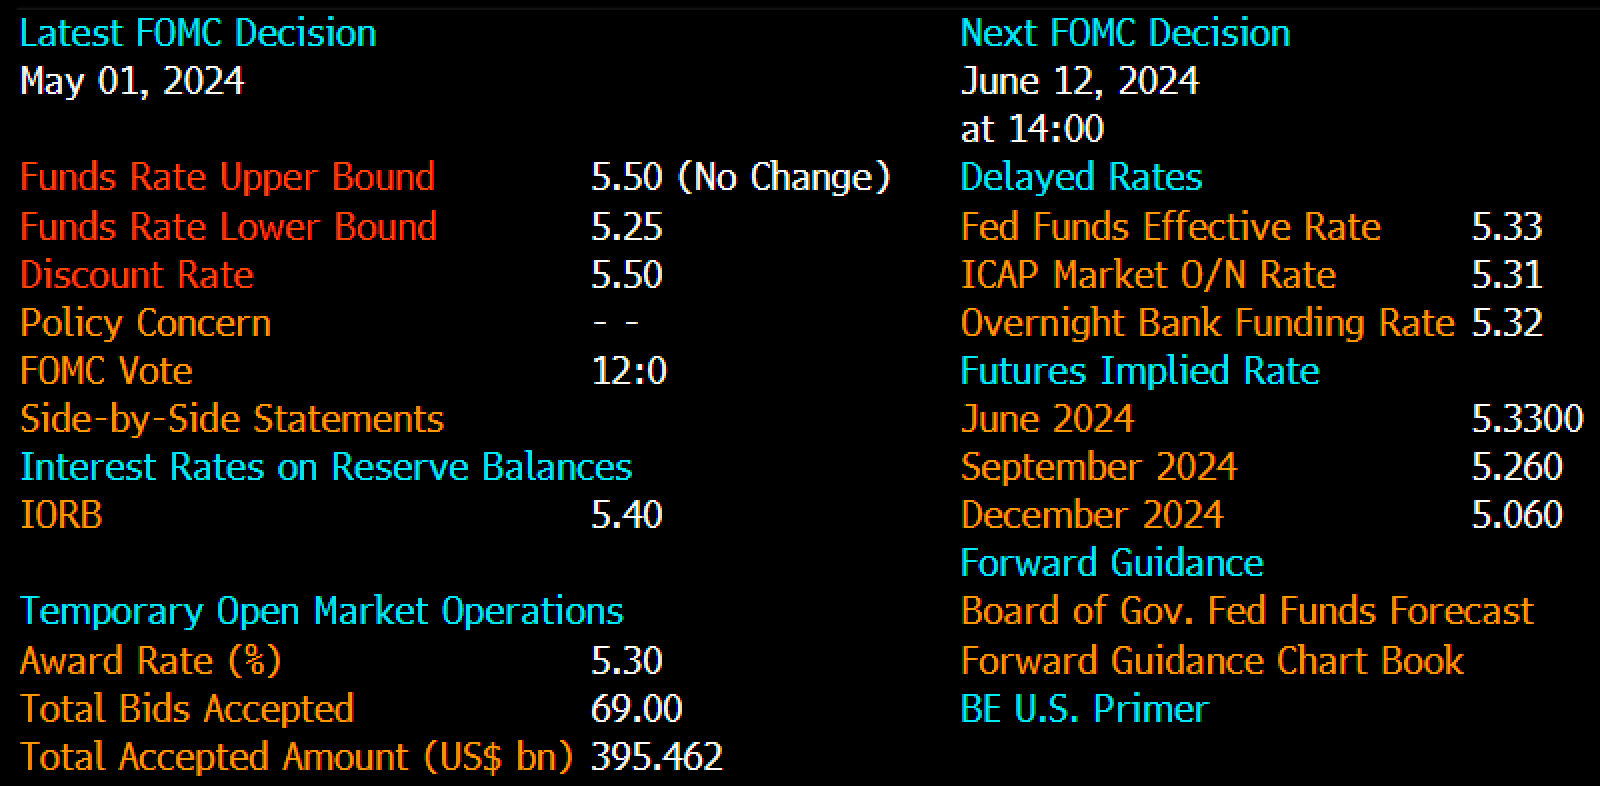 Latest FOMC Decision
May 01, 2024
Funds Rate Upper Bound 5.50 (No Change)
Funds Rate Lower Bound 5.25
Discount Rate 5.50
Policy Concern - -
FOMC Vote 12:0
Side-by-Side Statements
Interest Rates on Reserve Balances
IORB 5.40
Temporary Open Market Operations
Award Rate (%) 5.30
Total Bids Accepted 69.00
Total Accepted Amount (US$ bn) 395.462
Next FOMC Decision
June 12, 2024
at 14:00
Delayed Rates
Fed Funds Effective Rate 5.33
ICAP Market O/N Rate 5.31
Overnight Bank Funding Rate 5.32
Futures Implied Rate
June 2024 5.3300
September 2024 5.260
December 2024 5.060
Forward Guidance
Board of Gov. Fed Funds Forecast
Forward Guidance Chart Book
BE U.S. Primer